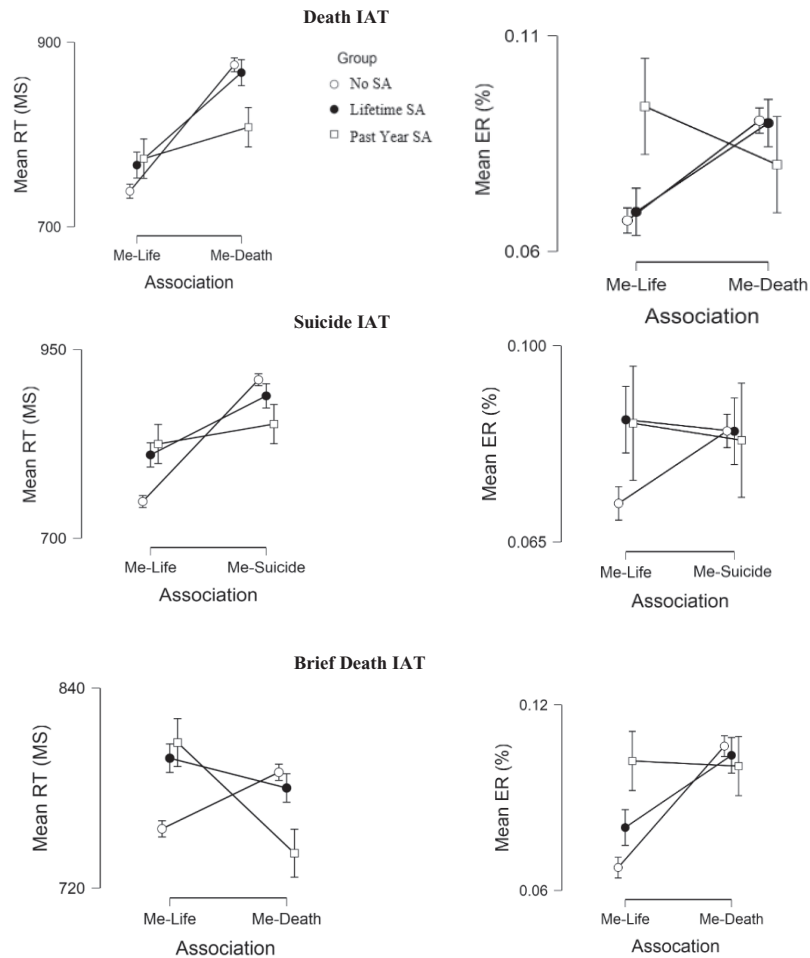 Death IAT
900
Mean RT (MS)
700
Me-Life Me-Death
Association
Group
No SA
Lifetime SA
Past Year SA
0.11
Mean ER (%)
0.06
Me-Life Me-Death
Association
Suicide IAT
950
Mean RT (MS)
700
Me-Life Me-Suicide
Association
0.100
Mean ER (%)
0.065
Me-Life Me-Suicide
Association
Brief Death IAT
840
Mean RT (MS)
720
Me-Life Me-Death
Association
0.12
Mean ER (%)
0.06
Me-Life Me-Death
Assocation